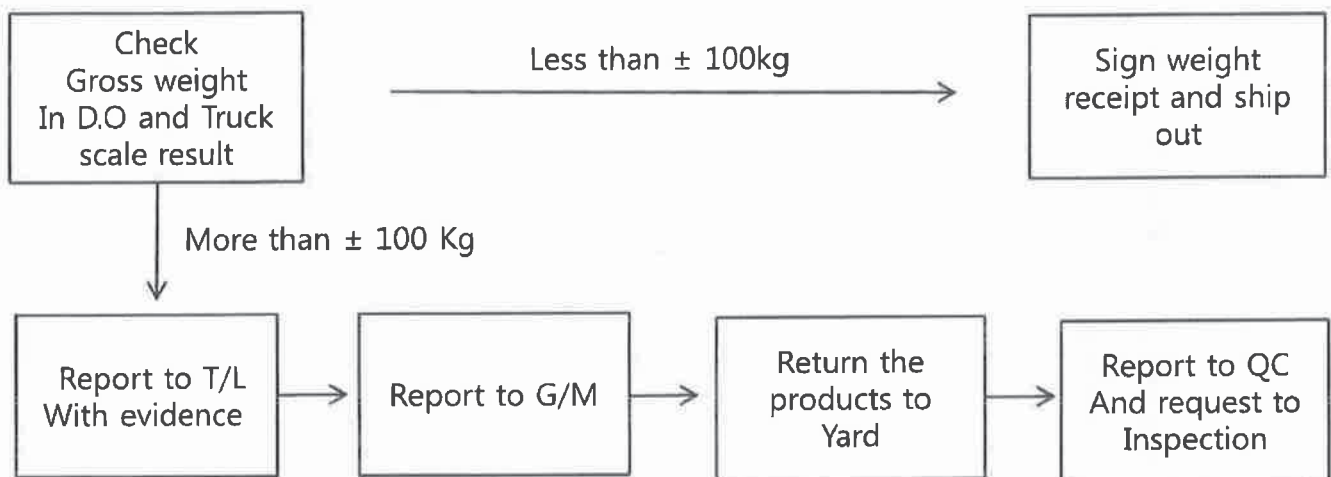 Check
Gross weight
In D.O and Truck
scale result
Less than ± 100kg
Sign weight
receipt and ship
out
More than ± 100 Kg
Report to T/L
With evidence
Report to G/M
Return the
products to
Yard
Report to QC
And request to
Inspection